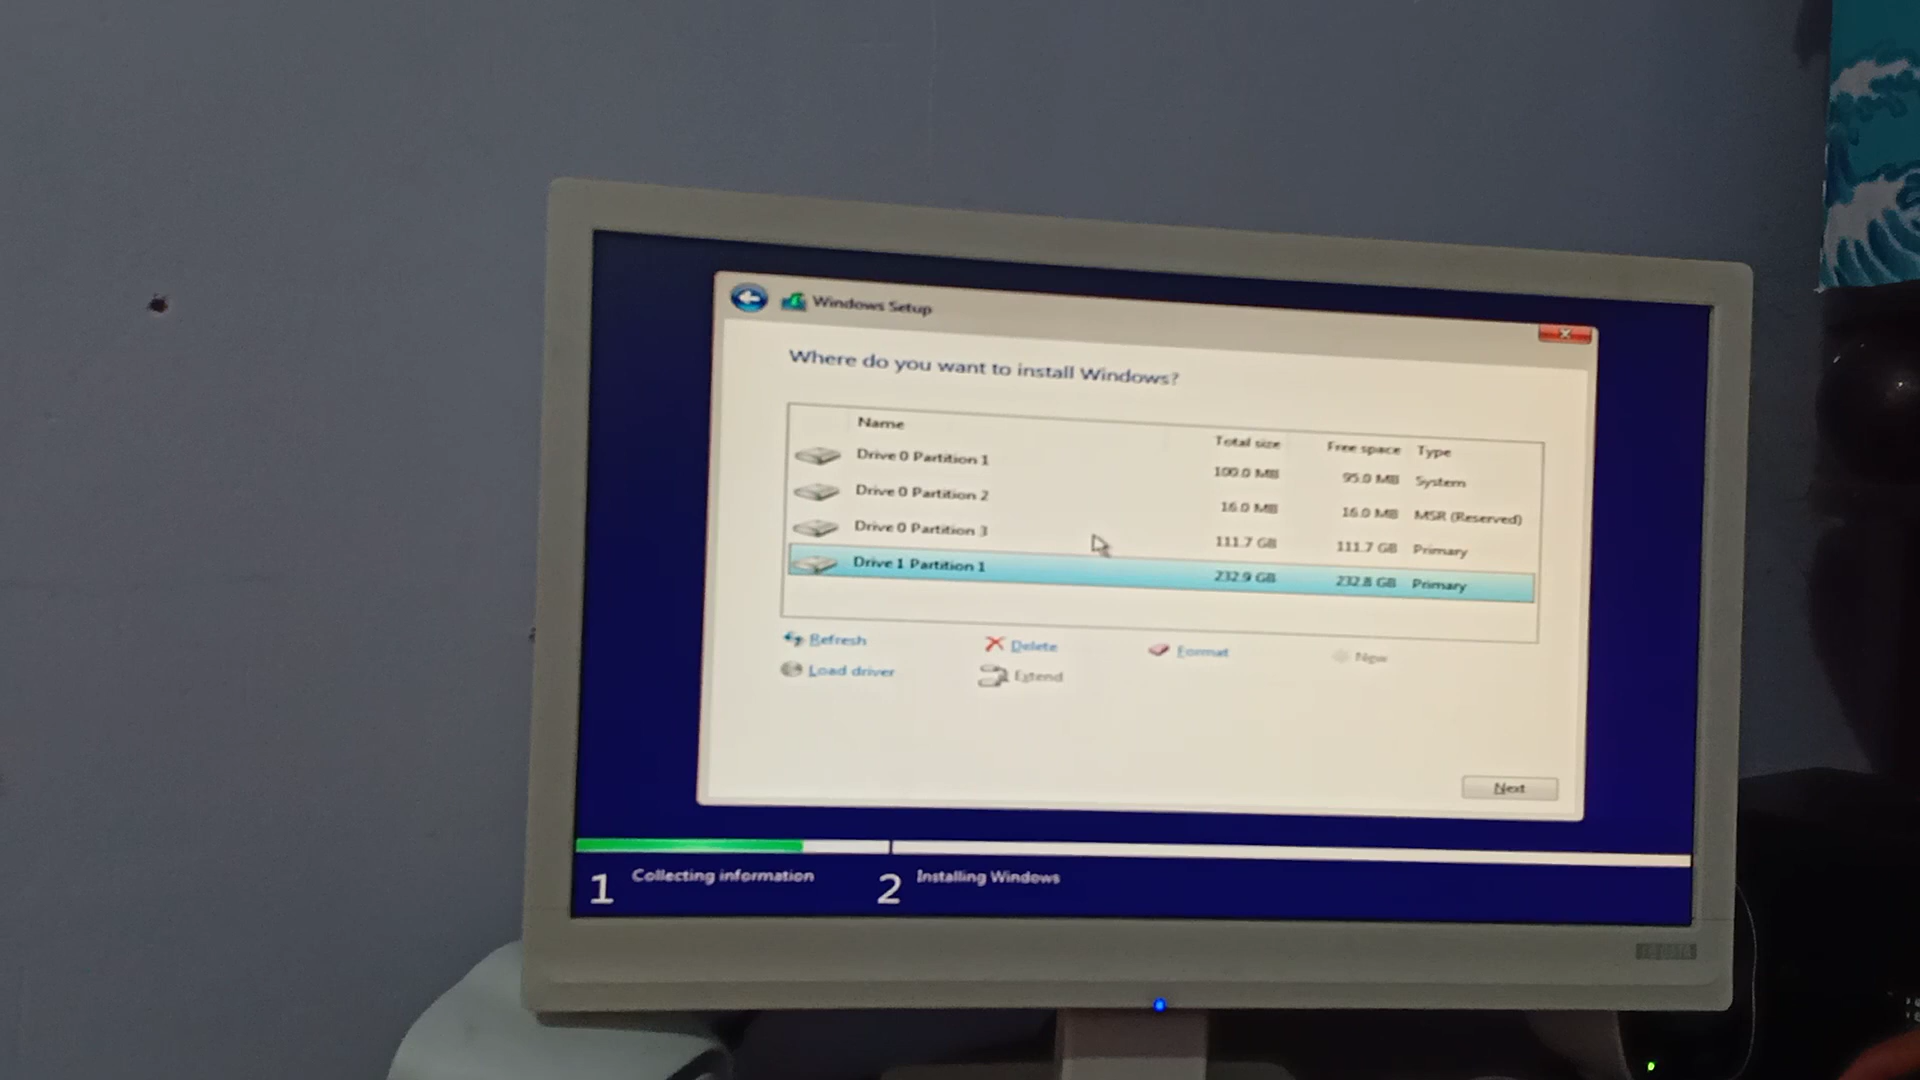 Windows Setup
Where do you want to install Windows?
Name Total size Free space Type
Drive 0 Partition 1 100.0 MB 95.0 MB System
Drive 0 Partition 2 16.0 MB 16.0 MB MSR (Reserved)
Drive 0 Partition 3 111.7 GB 111.7 GB Primary
Drive 1 Partition 1 232.9 GB 232.8 GB Primary
Refresh Delete Format New
Load driver Extend
Next
1 Collecting information 2 Installing Windows